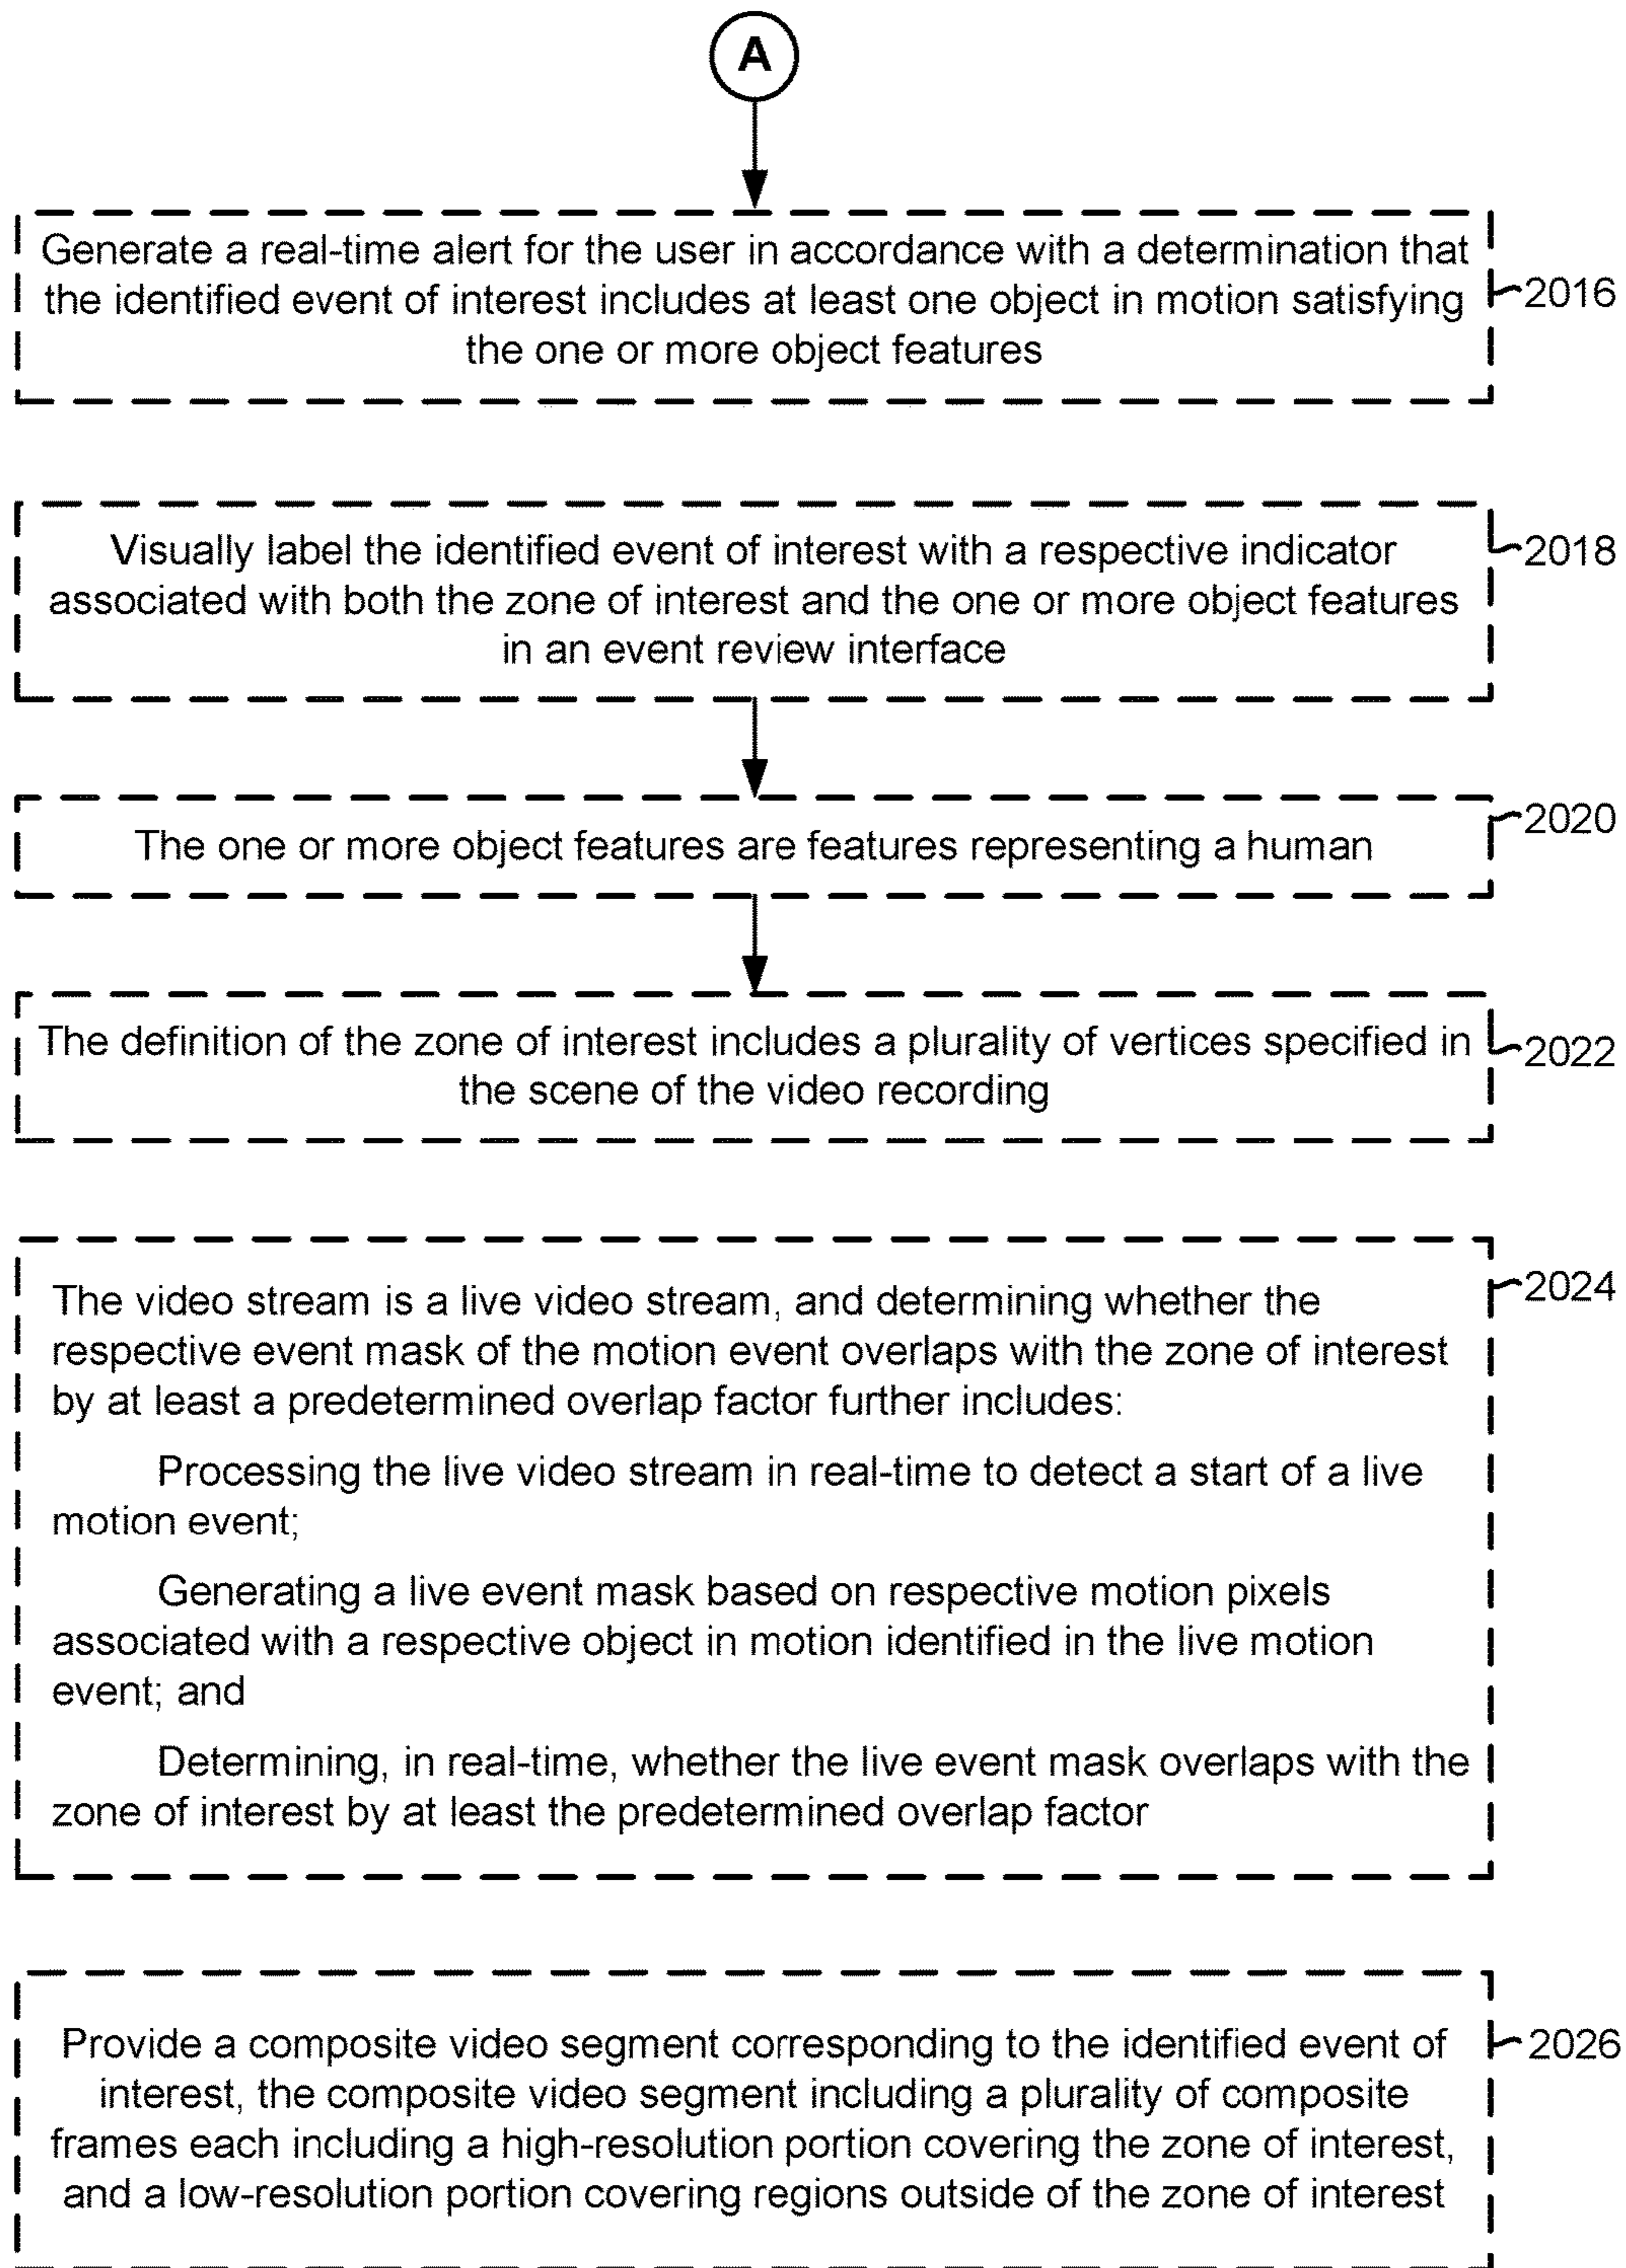 A
Generate a real-time alert for the user in accordance with a determination that
the identified event of interest includes at least one object in motion satisfying
the one or more object features
2016
Visually label the identified event of interest with a respective indicator
associated with both the zone of interest and the one or more object features
in an event review interface
2018
The one or more object features are features representing a human
2020
The definition of the zone of interest includes a plurality of vertices specified in
the scene of the video recording
2022
The video stream is a live video stream, and determining whether the
respective event mask of the motion event overlaps with the zone of interest
by at least a predetermined overlap factor further includes:
Processing the live video stream in real-time to detect a start of a live
motion event;
Generating a live event mask based on respective motion pixels
associated with a respective object in motion identified in the live motion
event; and
Determining, in real-time, whether the live event mask overlaps with the
zone of interest by at least the predetermined overlap factor
2024
Provide a composite video segment corresponding to the identified event of
interest, the composite video segment including a plurality of composite
frames each including a high-resolution portion covering the zone of interest,
and a low-resolution portion covering regions outside of the zone of interest
2026